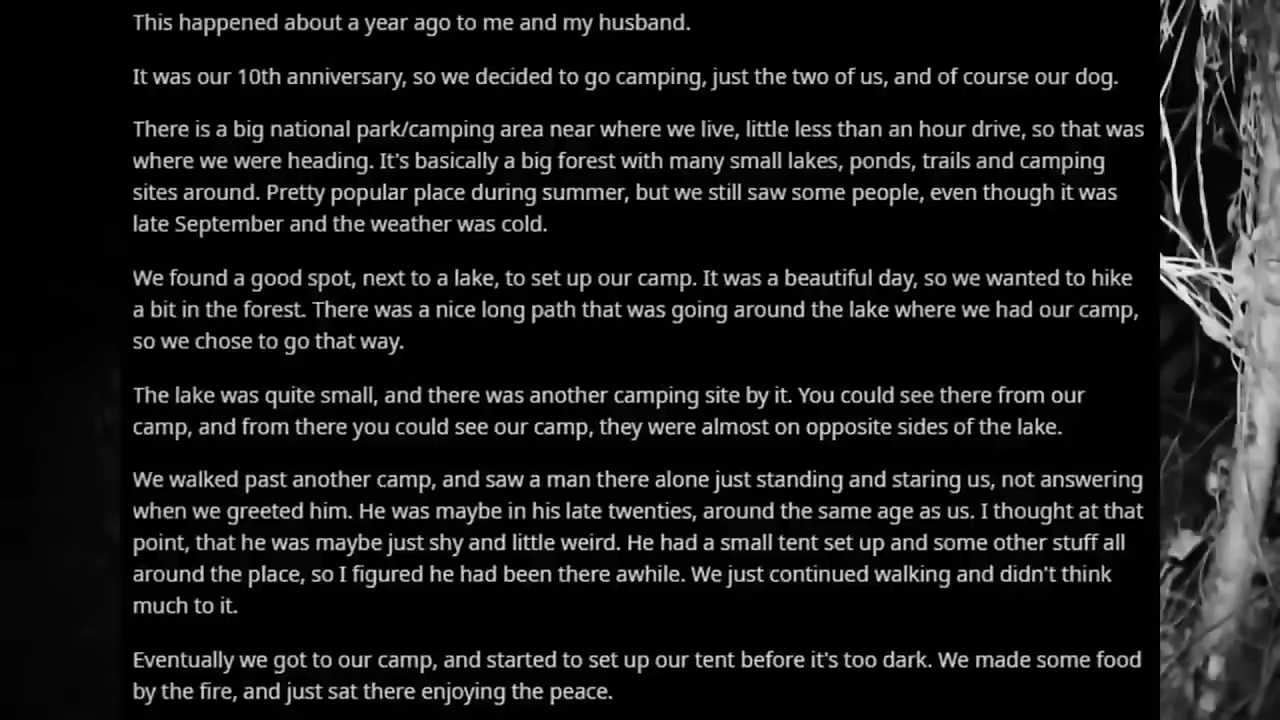 This happened about a year ago to me and my husband.
It was our 10th anniversary, so we decided to go camping, just the two of us, and of course our dog.
There is a big national park/camping area near where we live, little less than an hour drive, so that was
where we were heading. It's basically a big forest with many small lakes, ponds, trails and camping
sites around. Pretty popular place during summer, but we still saw some people, even though it was
late September and the weather was cold.
We found a good spot, next to a lake, to set up our camp. It was a beautiful day, so we wanted to hike
a bit in the forest. There was a nice long path that was going around the lake where we had our camp,
so we chose to go that way.
The lake was quite small, and there was another camping site by it. You could see there from our
camp, and from there you could see our camp, they were almost on opposite sides of the lake.
We walked past another camp, and saw a man there alone just standing and staring us, not answering
when we greeted him. He was maybe in his late twenties, around the same age as us. I thought at that
point, that he was maybe just shy and little weird. He had a small tent set up and some other stuff all
around the place, so I figured he had been there awhile. We just continued walking and didn't think
much to it.
Eventually we got to our camp, and started to set up our tent before it's too dark. We made some food
by the fire, and just sat there enjoying the peace.